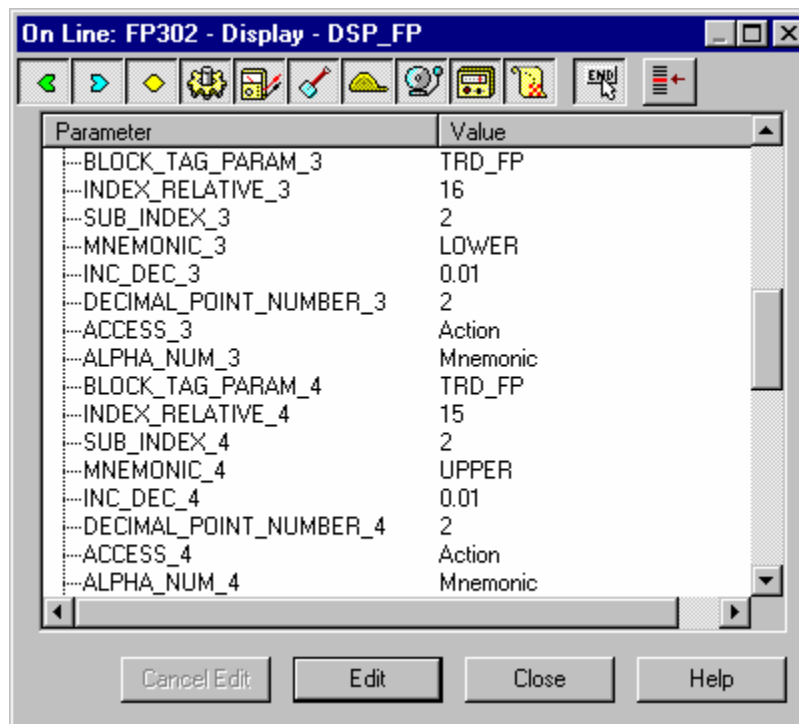 On Line: FP302 - Display - DSP_FP
END
Parameter Value
BLOCK_TAG_PARAM_3 TRD_FP
INDEX_RELATIVE_3 16
SUB_INDEX_3 2
MNEMONIC_3 LOWER
INC_DEC_3 0.01
DECIMAL_POINT_NUMBER_3 2
ACCESS_3 Action
ALPHA_NUM_3 Mnemonic
BLOCK_TAG_PARAM_4 TRD_FP
INDEX_RELATIVE_4 15
SUB_INDEX_4 2
MNEMONIC_4 UPPER
INC_DEC_4 0.01
DECIMAL_POINT_NUMBER_4 2
ACCESS_4 Action
ALPHA_NUM_4 Mnemonic
Cancel Edit Edit Close Help